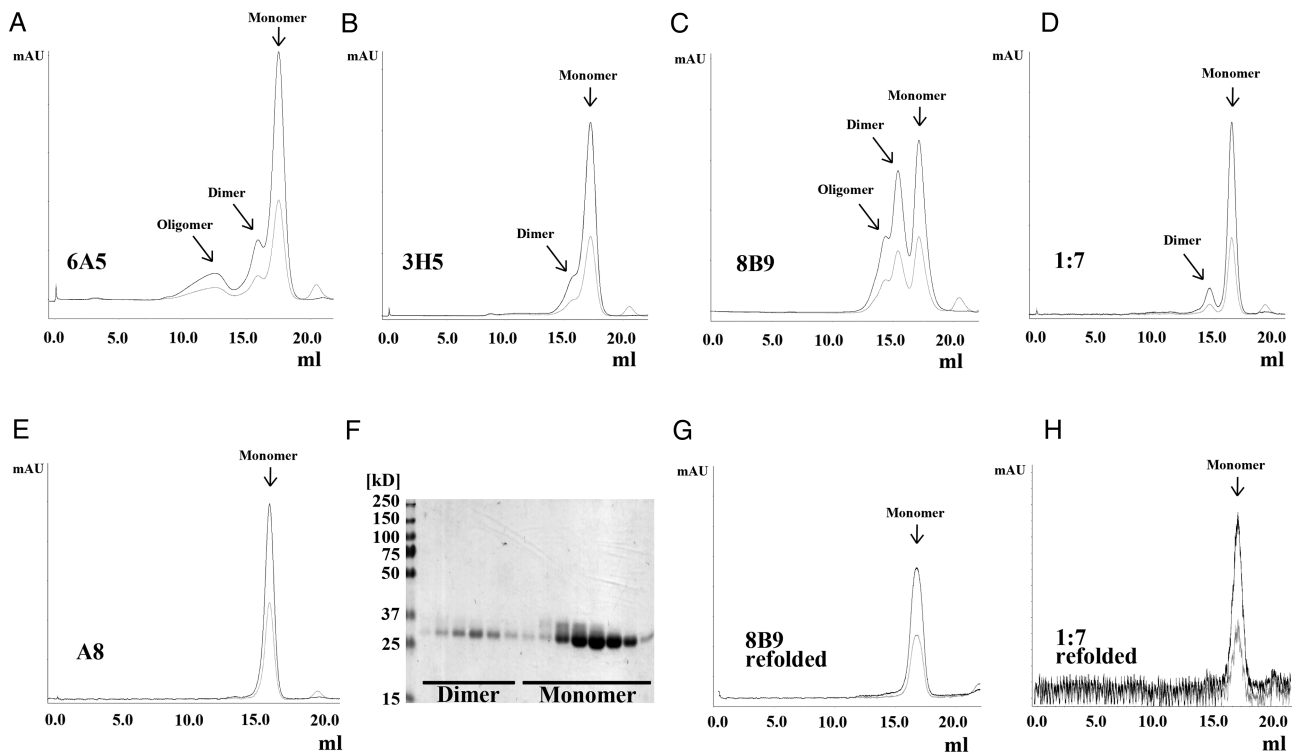 A
mAU
Monomer
Dimer
Oligomer
6A5
0.0 5.0 10.0 15.0 20.0
ml
B
mAU
Monomer
Dimer
3H5
0.0 5.0 10.0 15.0 20.0
ml
C
mAU
Monomer
Dimer
Oligomer
8B9
0.0 5.0 10.0 15.0 20.0
ml
D
mAU
Monomer
Dimer
1:7
0.0 5.0 10.0 15.0 20.0
ml
E
mAU
Monomer
A8
0.0 5.0 10.0 15.0 20.0
ml
F
[kD]
250
150
100
75
50
37
25
15
Dimer Monomer
G
mAU
Monomer
8B9
refolded
0.0 5.0 10.0 15.0 20.0
ml
H
mAU
Monomer
1:7
refolded
0.0 5.0 10.0 15.0 20.0
ml